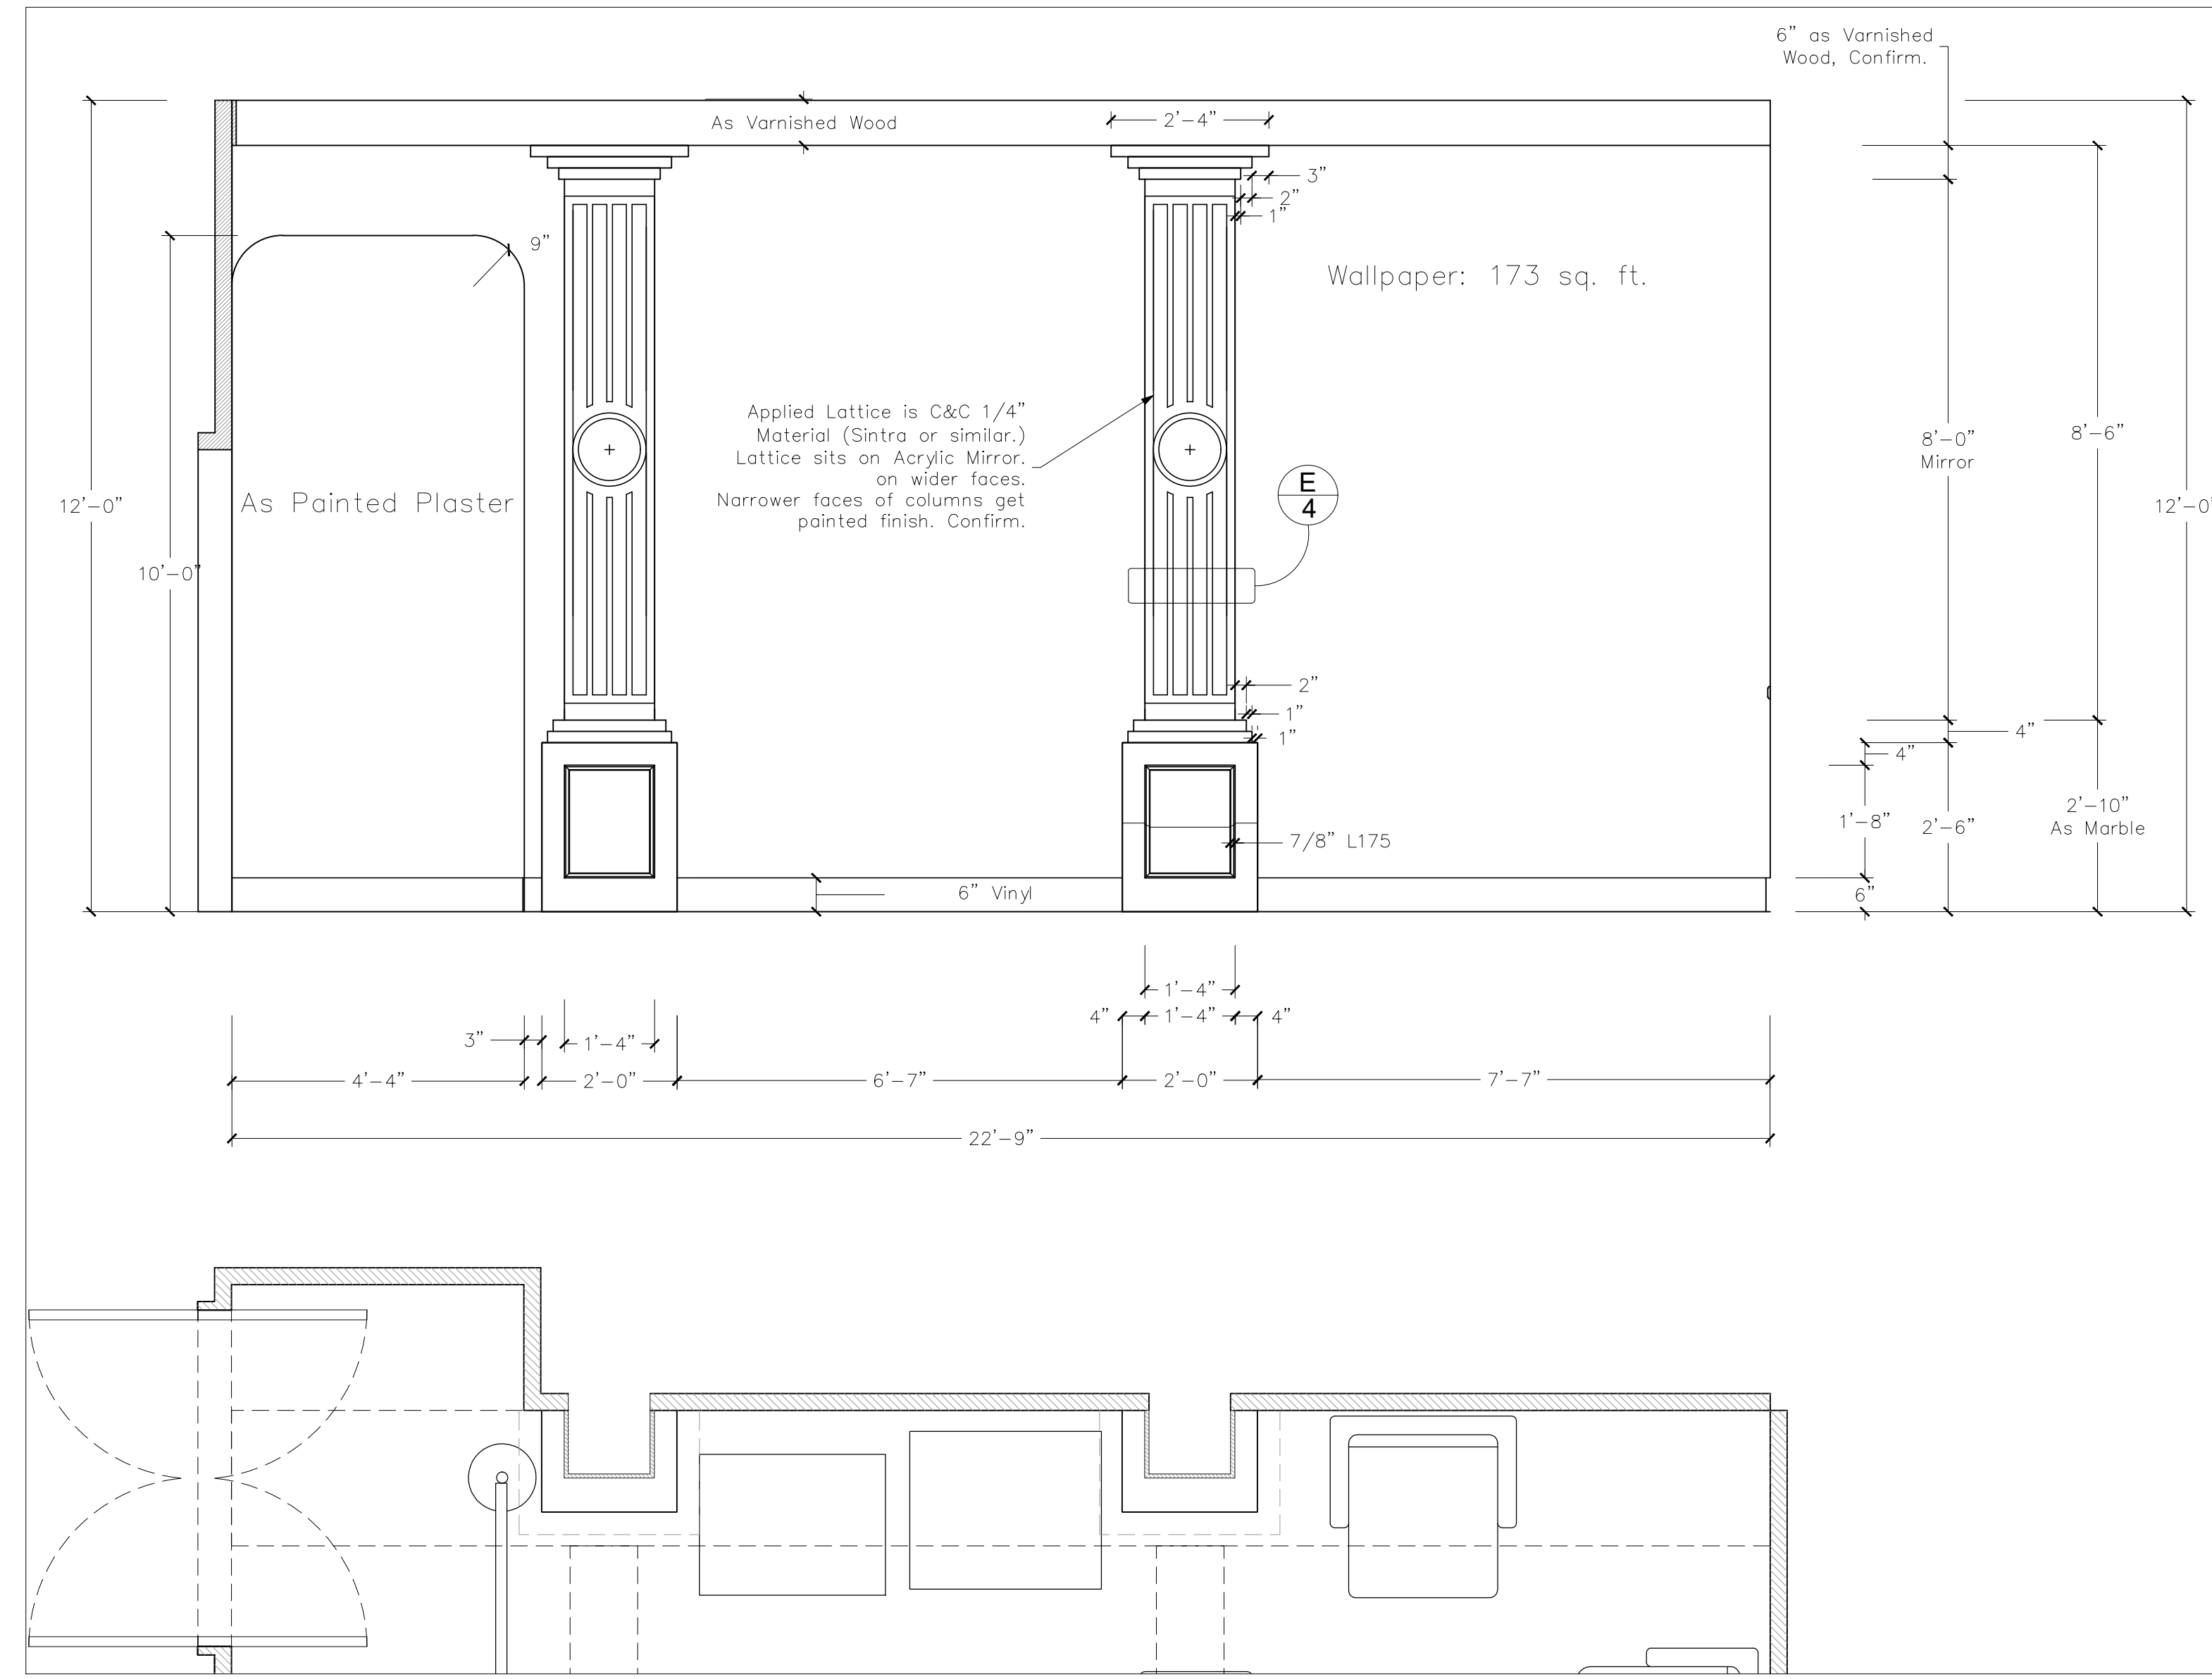 6” as Varnished
Wood, Confirm.
As Varnished Wood
2’–4”
3”
2”
1”
9”
Wallpaper: 173 sq. ft.
Applied Lattice is C&C 1/4”
Material (Sintra or similar.)
Lattice sits on Acrylic Mirror.
on wider faces.
Narrower faces of columns get
painted finish. Confirm.
As Painted Plaster
12’–0”
10’–0”
E
4
8’–0”
Mirror
8’–6”
12’–0”
2”
1”
1”
4”
4”
1’–8”
2’–6”
2’–10”
As Marble
7/8” L175
6” Vinyl
6”
1’–4”
4”
1’–4”
4”
3”
1’–4”
4’–4”
2’–0”
6’–7”
2’–0”
7’–7”
22’–9”